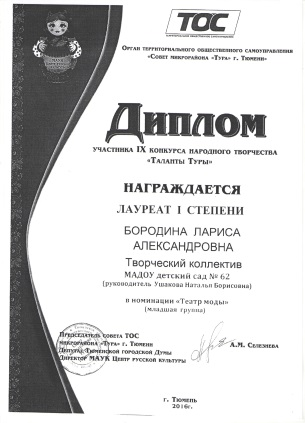 ТОС
Орган территориального общественного самоуправления
«Совет микрорайона «Тура» г. Тюмени»
Диплом
участника IX конкурса народного творчества
«Таланты Туры»
НАГРАЖДАЕТСЯ
ЛАУРЕАТ I СТЕПЕНИ
БОРОДИНА ЛАРИСА
АЛЕКСАНДРОВНА
Творческий коллектив
МАДОУ детский сад № 62
(руководитель Ушакова Наталья Борисовна)
в номинации «Театр моды»
(младшая группа)
Председатель совета ТОС
микрорайона «Тура» г. Тюмени
Депутат Тюменской городской Думы
Директор МАУК Центр русской культуры
А.М. Селезнева
г. Тюмень
2016г.